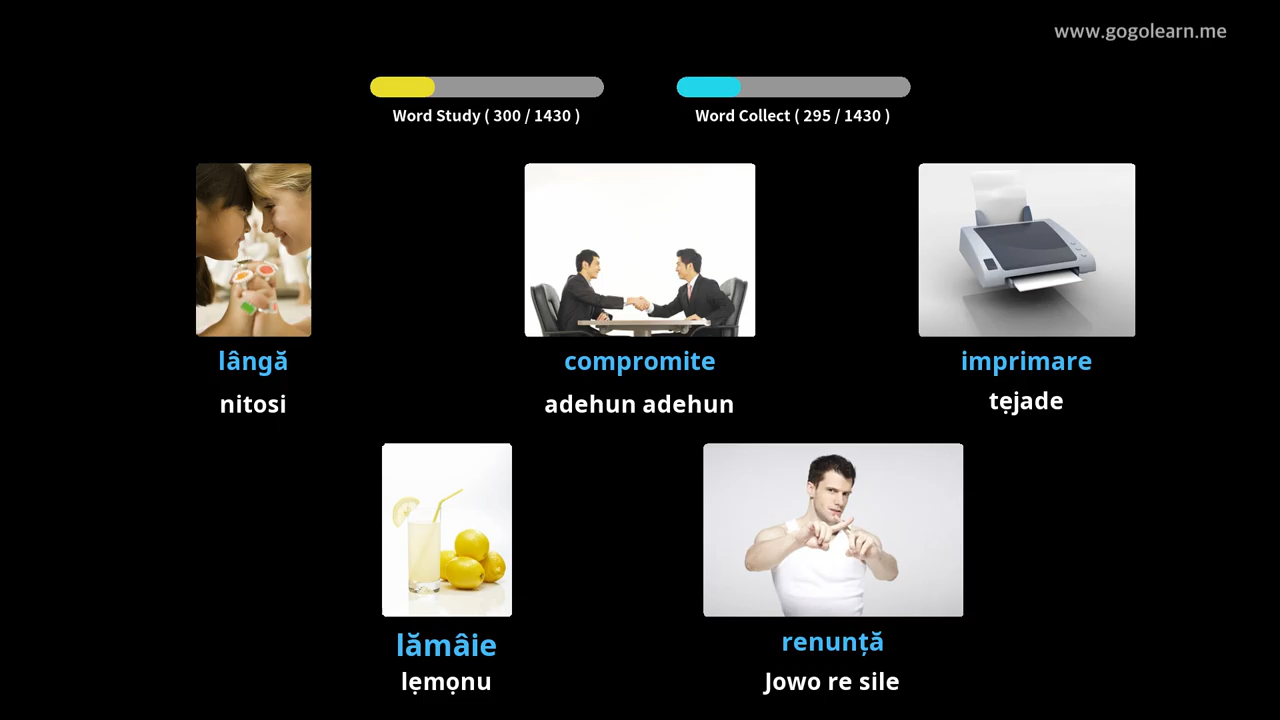 www.gogolearn.me
Word Study ( 300 / 1430 )
Word Collect ( 295 / 1430 )
lângă
nitosi
compromite
adehun adehun
imprimare
tẹjade
lămâie
lẹmọnu
renunță
Jowo re sile